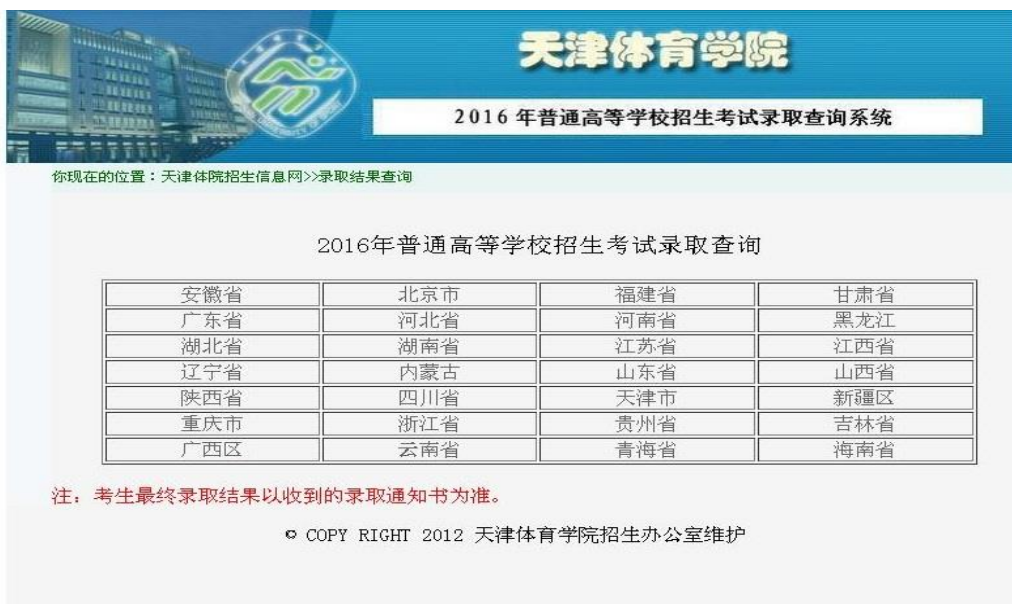 天津体育学院
2016 年普通高等学校招生考试录取查询系统
你现在的位置：天津体院招生信息网>>录取结果查询
2016年普通高等学校招生考试录取查询
安徽省 北京市 福建省 甘肃省
广东省 河北省 河南省 黑龙江
湖北省 湖南省 江苏省 江西省
辽宁省 内蒙古 山东省 山西省
陕西省 四川省 天津市 新疆区
重庆市 浙江省 贵州省 吉林省
广西区 云南省 青海省 海南省
注：考生最终录取结果以收到的录取通知书为准。
© COPY RIGHT 2012 天津体育学院招生办公室维护